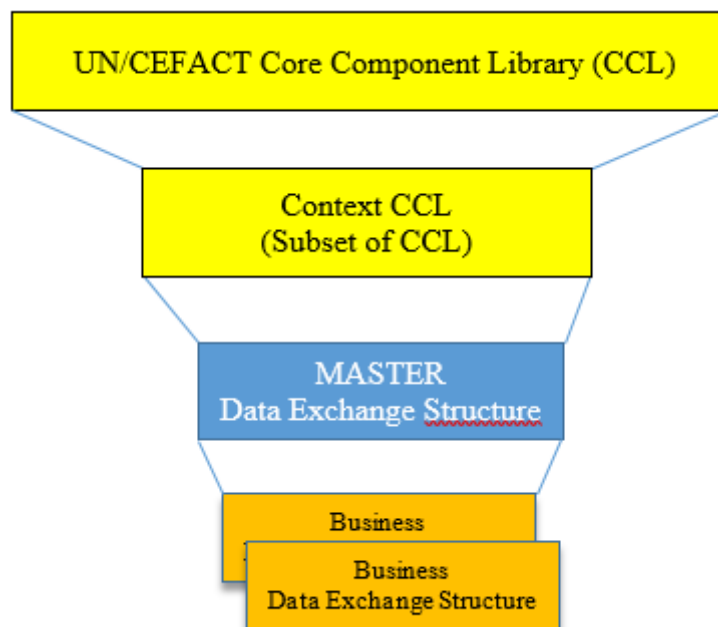 UN/CEFACT Core Component Library (CCL)
Context CCL
(Subset of CCL)
MASTER
Data Exchange Structure
Business
Business
Data Exchange Structure